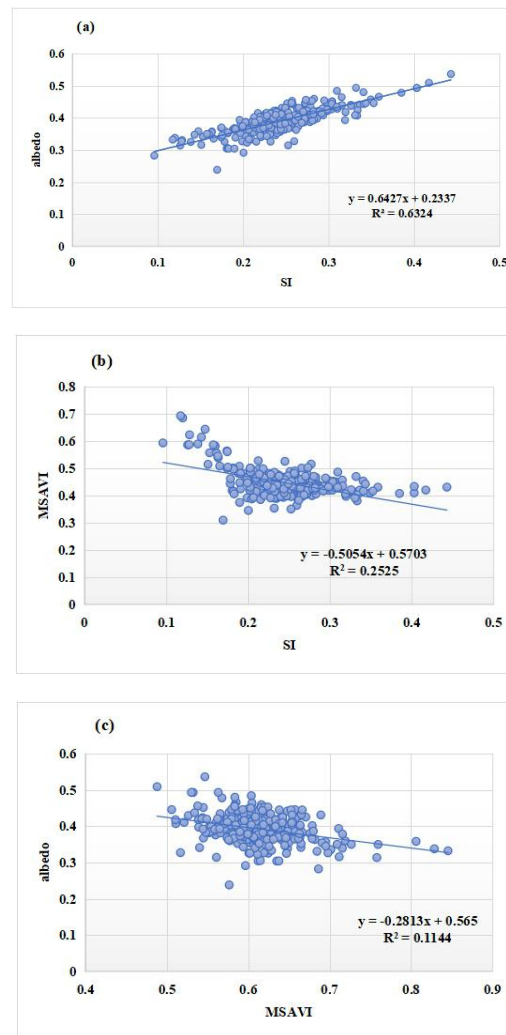 (a)
0.6
0.5
0.4
0.3
0.2
0.1
0
albedo
y = 0.6427x + 0.2337
R² = 0.6324
0 0.1 0.2 0.3 0.4 0.5
SI
(b)
0.8
0.7
0.6
0.5
0.4
0.3
0.2
0.1
0
MSAVI
y = -0.5054x + 0.5703
R² = 0.2525
0 0.1 0.2 0.3 0.4 0.5
SI
(c)
0.6
0.5
0.4
0.3
0.2
0.1
0
albedo
y = -0.2813x + 0.565
R² = 0.1144
0.4 0.5 0.6 0.7 0.8 0.9
MSAVI